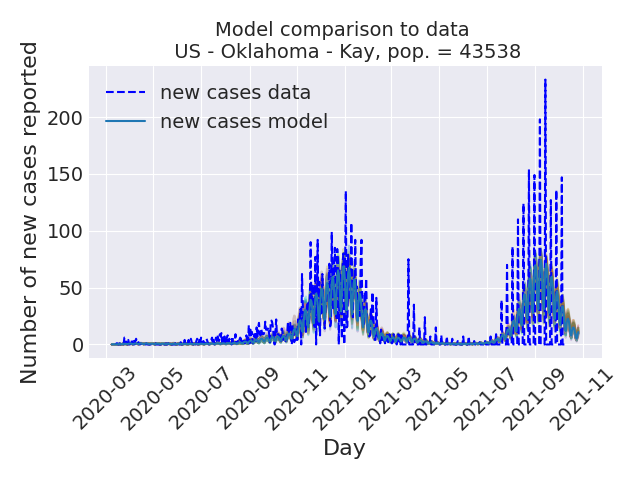 Model comparison to data
US - Oklahoma - Kay, pop. = 43538
new cases data
new cases model
Number of new cases reported
200
150
100
50
0
2020-03
2020-05
2020-07
2020-09
2020-11
2021-01
2021-03
2021-05
2021-07
2021-09
2021-11
Day